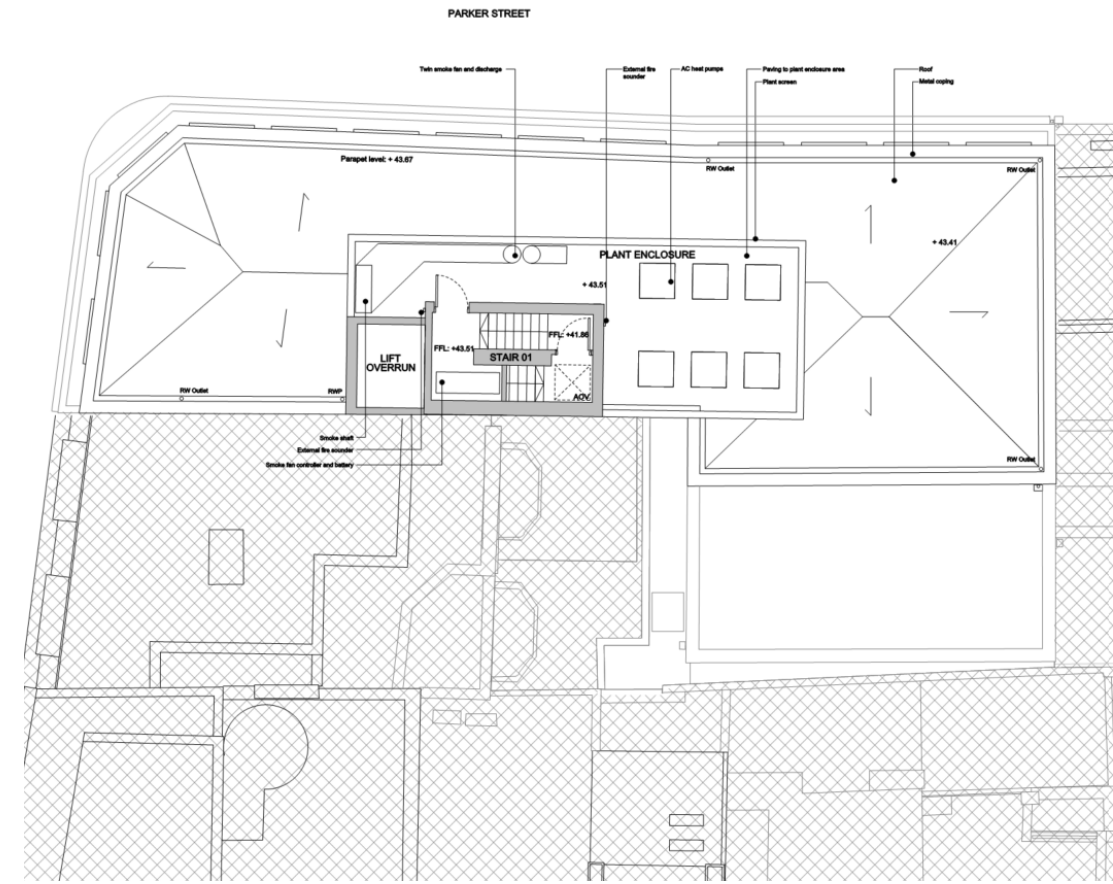 PARKER STREET
Twin smoke fan and discharge
External fire
sounder
AC heat pumps
Paving to plant enclosure area
Plant screen
Roof
Metal coping
Parapet level: + 43.67
RW Outlet
RW Outlet
+ 43.41
PLANT ENCLOSURE
+ 43.51
FFL: +41.86
FFL: +43.51
STAIR 01
LIFT
OVERRUN
AOV
RW Outlet
RWP
Smoke shaft
External fire sounder
Smoke fan controller and battery
RW Outlet